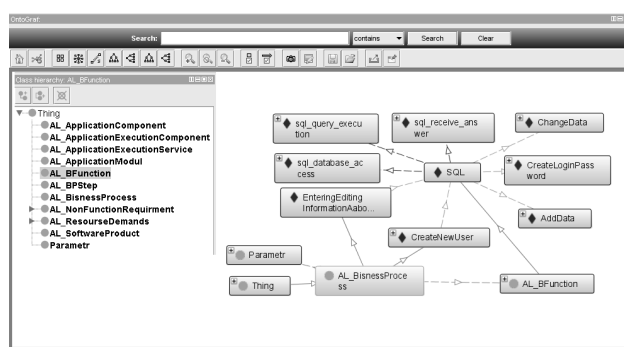 OntoGraf:
Search:
contains
Search
Clear
Class hierarchy: AL_BFunction
Thing
AL_ApplicationComponent
AL_ApplicationExecutionComponent
AL_ApplicationExecutionService
AL_ApplicationModul
AL_BFunction
AL_BPStep
AL_BisnessProcess
AL_NonFunctionRequirment
AL_ResourseDemands
AL_SoftwareProduct
Parametr
sql_query_execu
tion
sql_receive_ans
wer
ChangeData
sql_database_ac
cess
SQL
CreateLoginPass
word
EnteringEditing
InformationAabo...
AddData
CreateNewUser
Parametr
Thing
AL_BisnessProce
ss
AL_BFunction